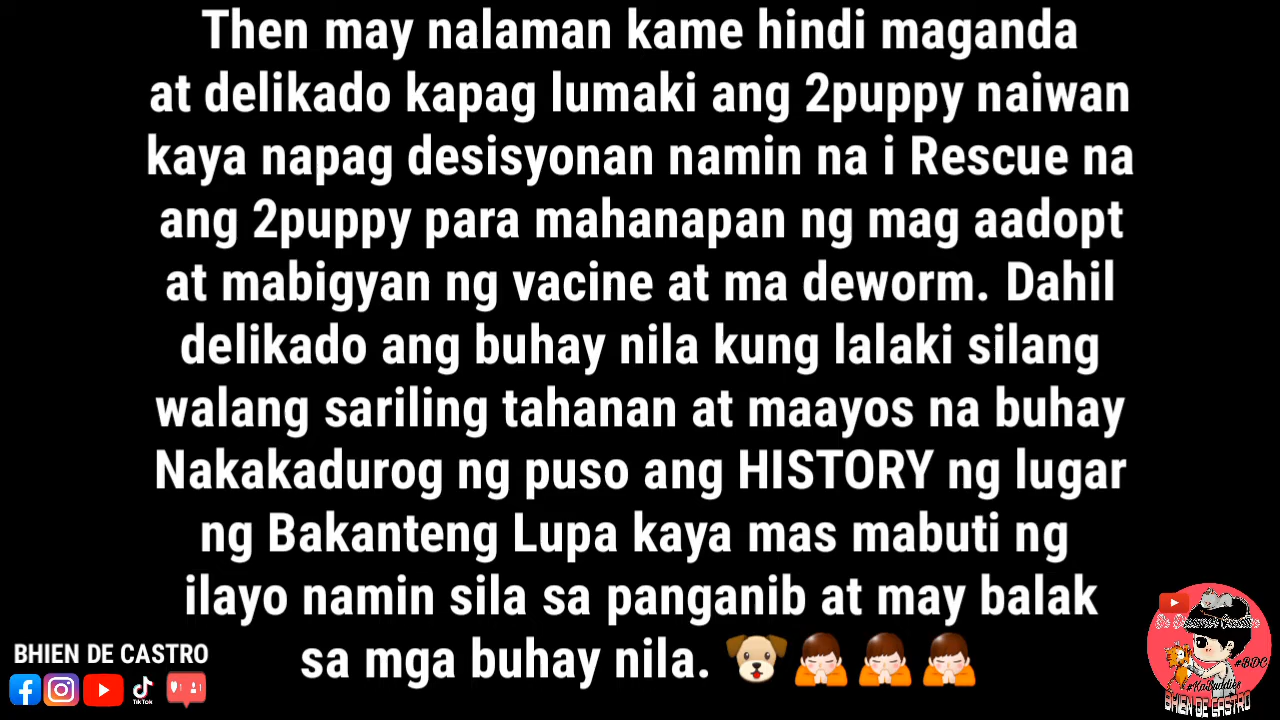 Then may nalaman kame hindi maganda
at delikado kapag lumaki ang 2puppy naiwan
kaya napag desisyonan namin na i Rescue na
ang 2puppy para mahanapan ng mag aadopt
at mabigyan ng vacine at ma deworm. Dahil
delikado ang buhay nila kung lalaki silang
walang sariling tahanan at maayos na buhay
Nakakadurog ng puso ang HISTORY ng lugar
ng Bakanteng Lupa kaya mas mabuti ng
ilayo namin sila sa panganib at may balak
sa mga buhay nila. 🐶🙏🙏🙏
BHIEN DE CASTRO
TikTok
#BDC
#KaBuddies
BHIEN DE CASTRO